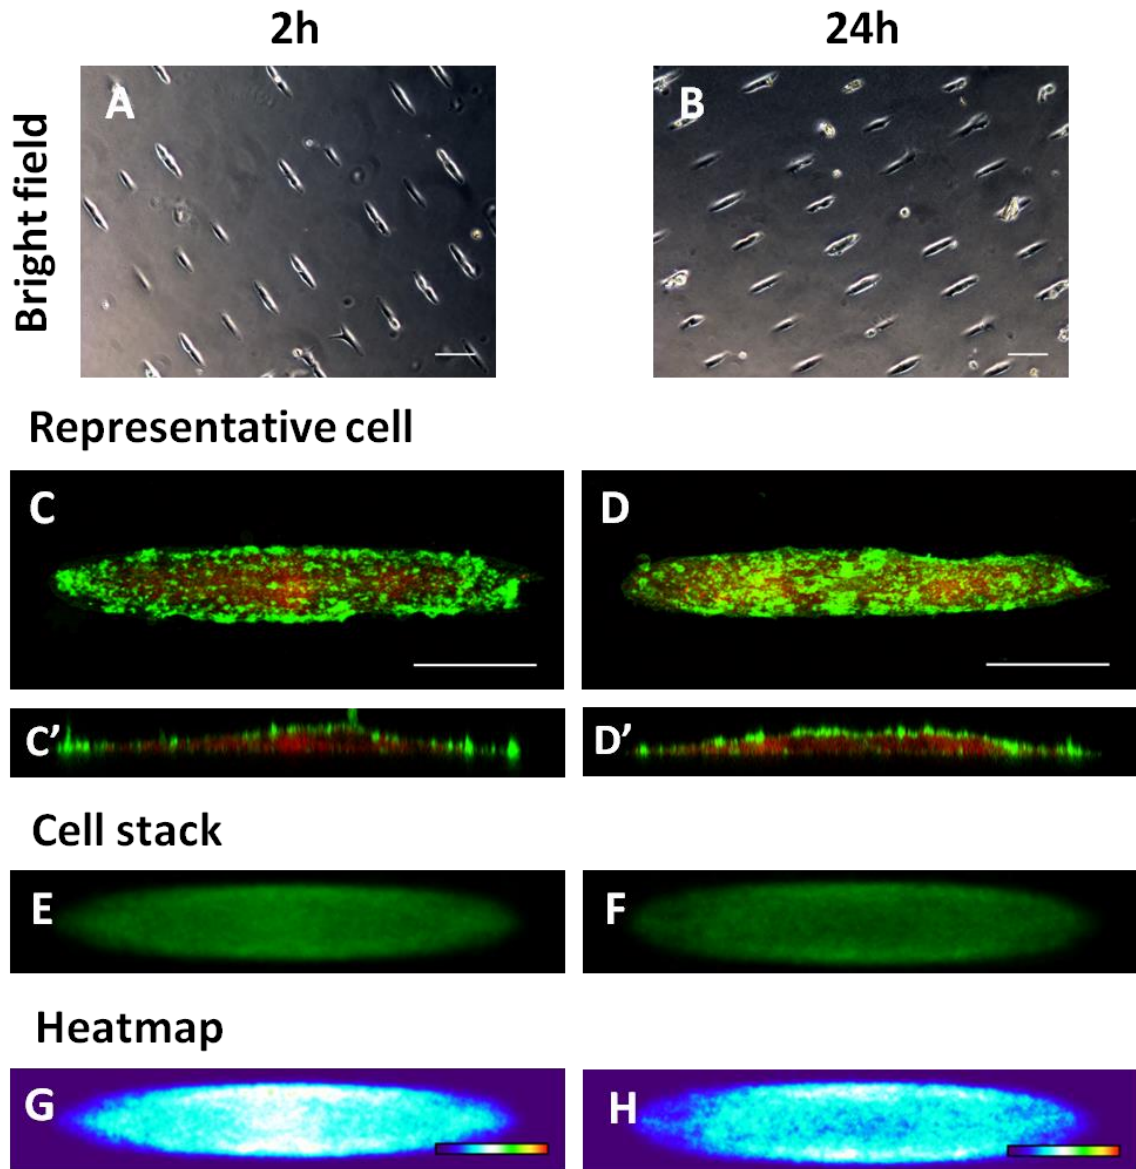 2h
24h
Bright field
A
B
Representative cell
C
D
C’
D’
Cell stack
E
F
Heatmap
G
H